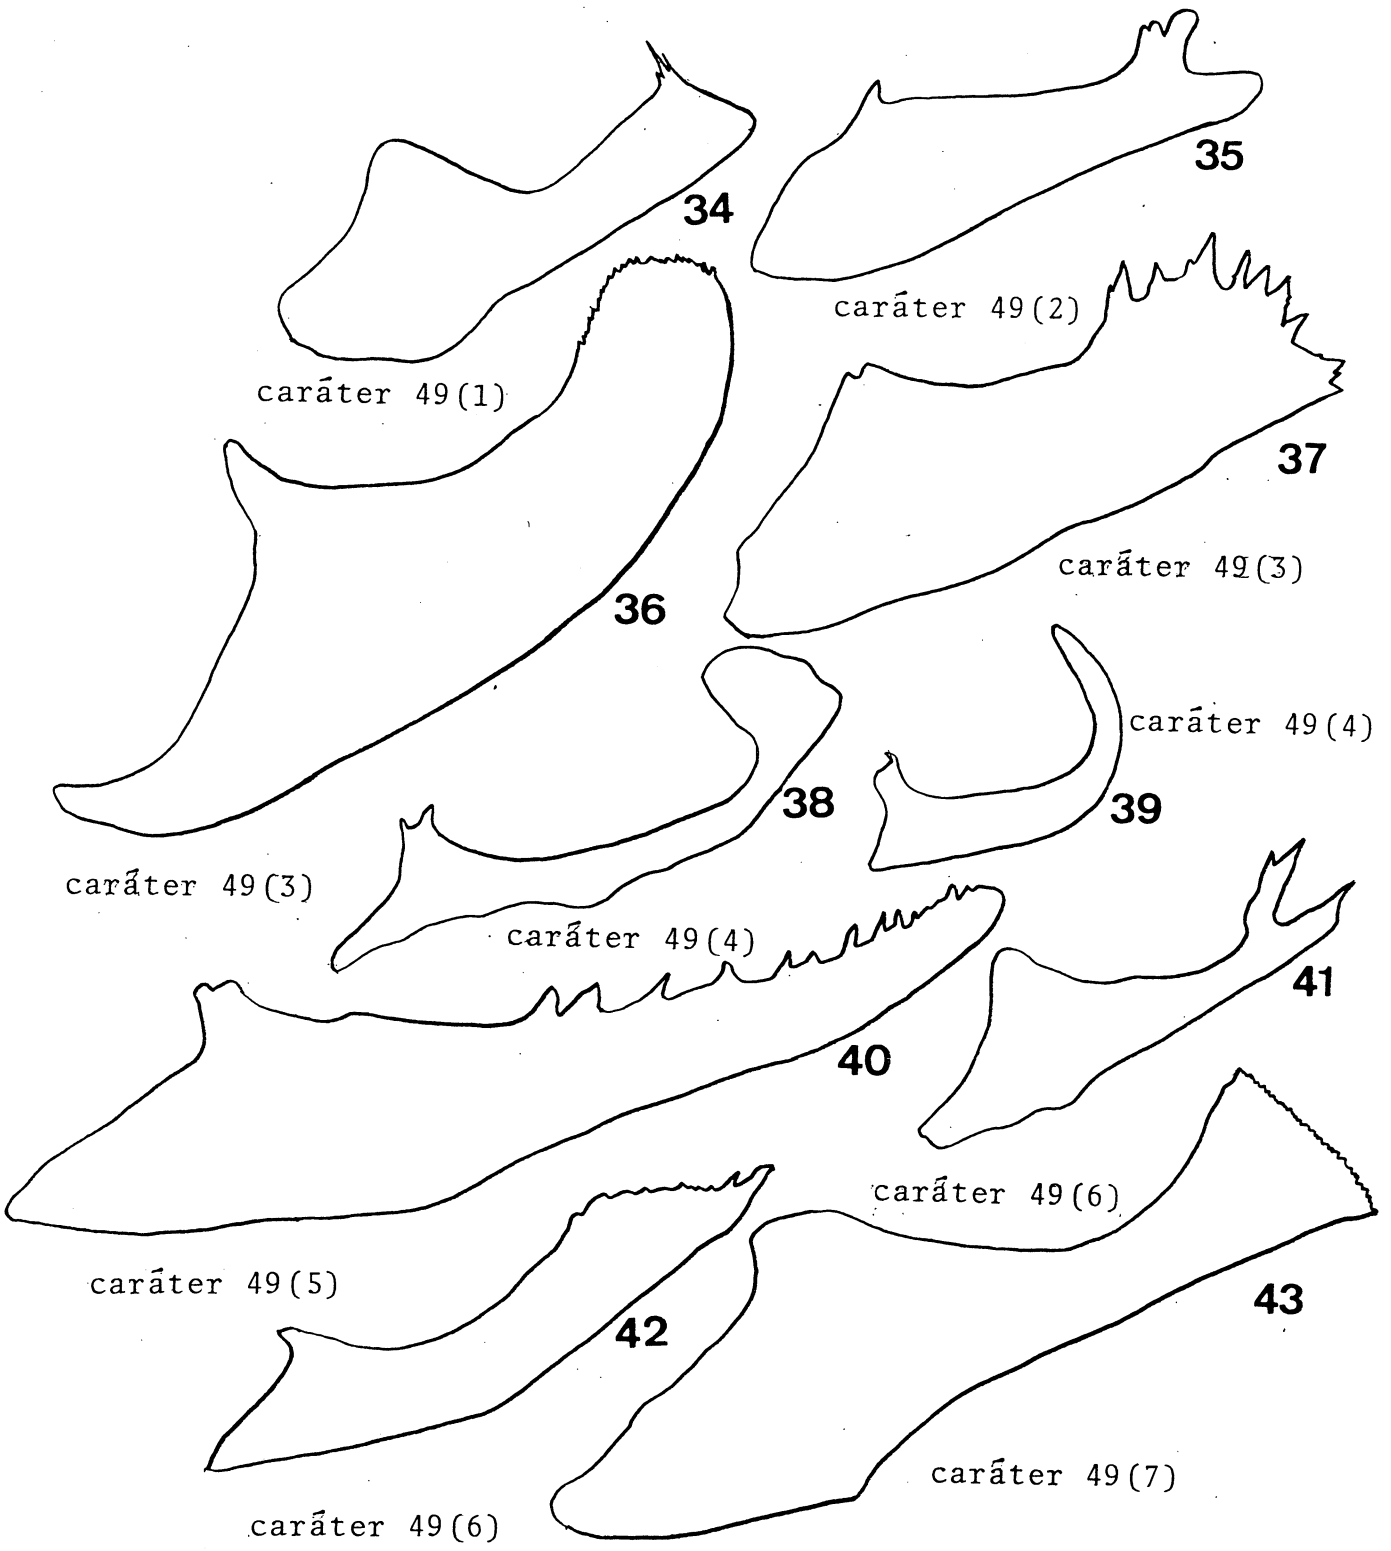 34
35
caráter 49(2)
caráter 49(1)
37
caráter 49(3)
36
caráter 49(4)
38
39
caráter 49(3)
caráter 49(4)
41
40
caráter 49(6)
caráter 49(5)
43
42
caráter 49(7)
caráter 49(6)